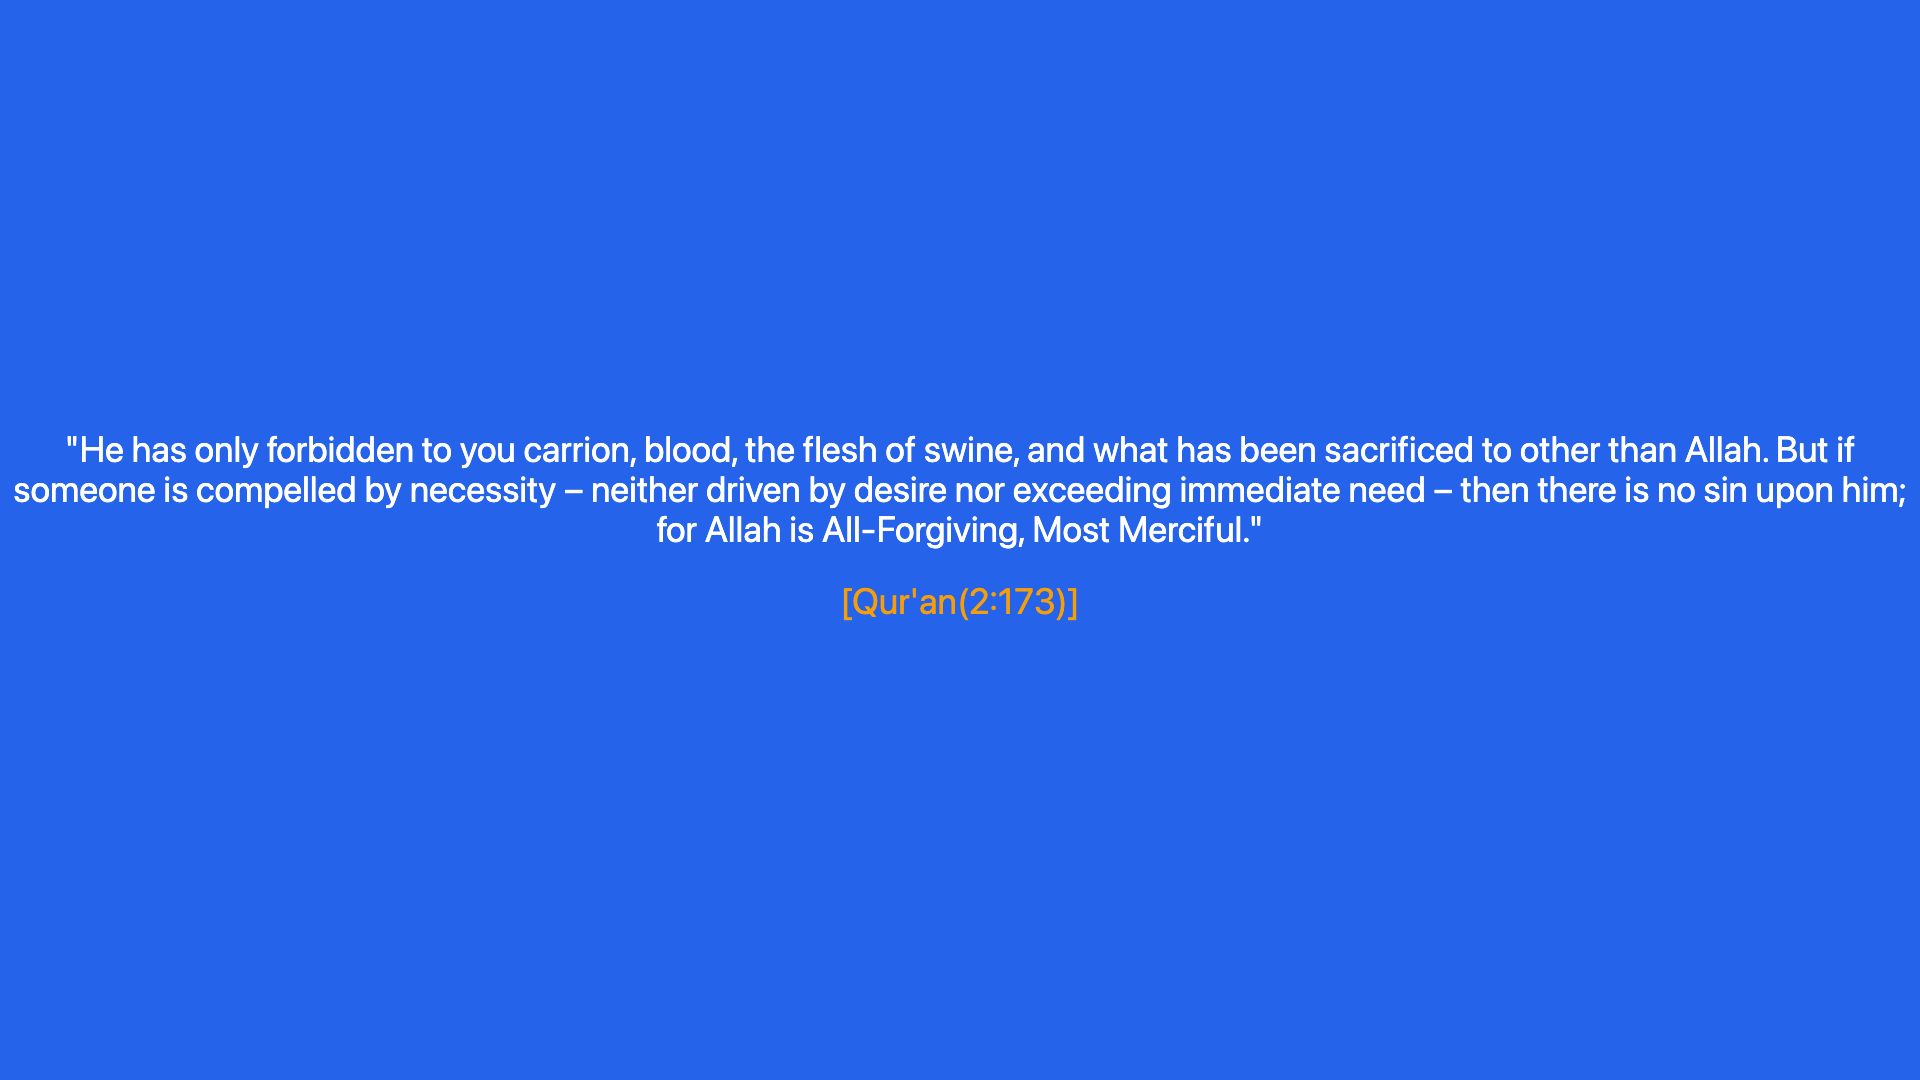 "He has only forbidden to you carrion, blood, the flesh of swine, and what has been sacrificed to other than Allah. But if
someone is compelled by necessity – neither driven by desire nor exceeding immediate need – then there is no sin upon him;
for Allah is All-Forgiving, Most Merciful."
[Qur'an(2:173)]